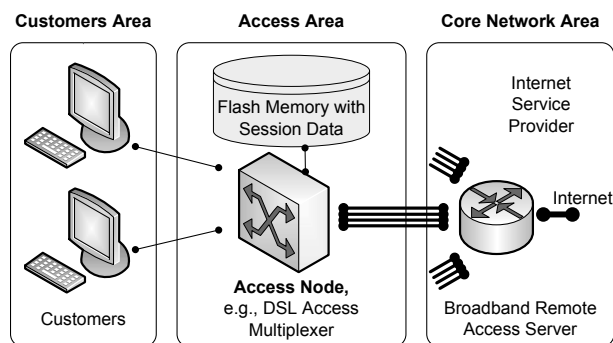 Customers Area
Access Area
Core Network Area
Flash Memory with
Session Data
Internet
Service
Provider
Internet
Access Node,
e.g., DSL Access
Multiplexer
Customers
Broadband Remote
Access Server